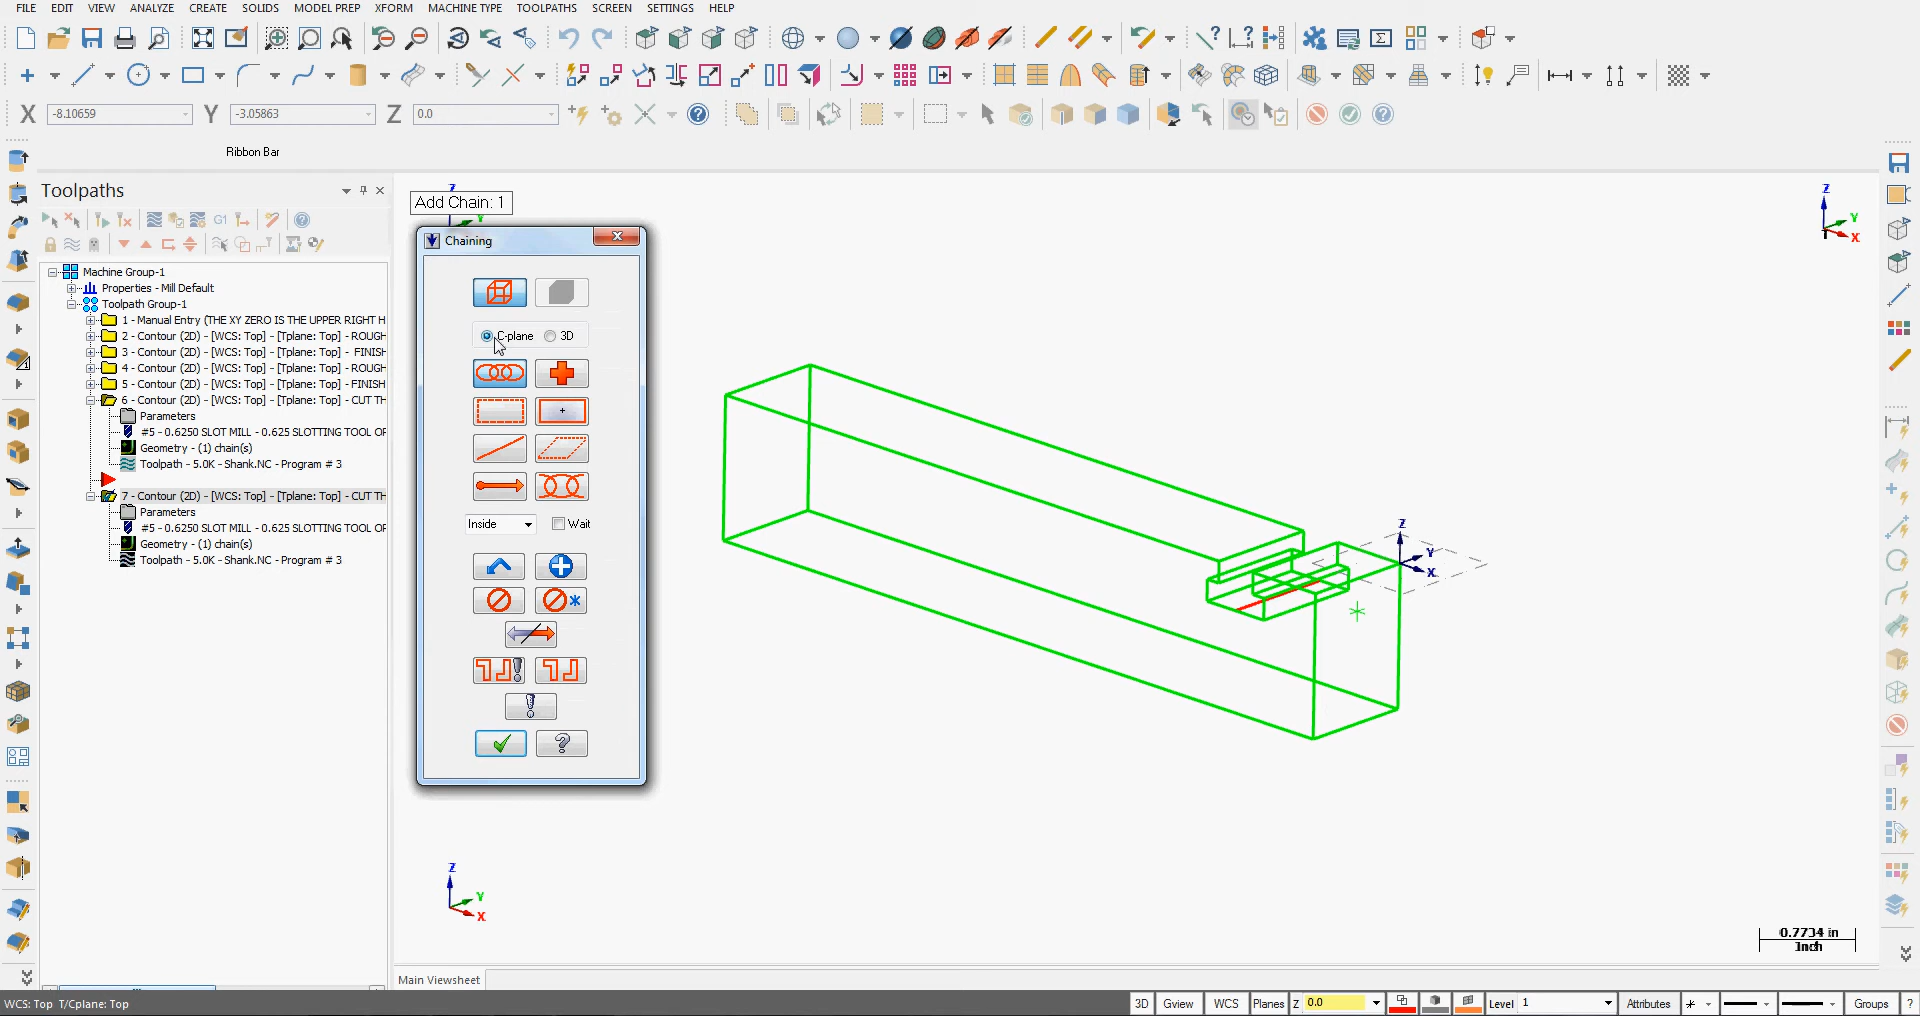 FILE EDIT VIEW ANALYZE CREATE SOLIDS MODEL PREP XFORM MACHINE TYPE TOOLPATHS SCREEN SETTINGS HELP
X -8.10659 Y -3.05863 Z 0.0
Ribbon Bar
Toolpaths
G1
Machine Group-1
Properties - Mill Default
Toolpath Group-1
1 - Manual Entry (THE XY ZERO IS THE UPPER RIGHT H
2 - Contour (2D) - [WCS: Top] - [Tplane: Top] - ROUGH
3 - Contour (2D) - [WCS: Top] - [Tplane: Top] - FINISH
4 - Contour (2D) - [WCS: Top] - [Tplane: Top] - ROUGH
5 - Contour (2D) - [WCS: Top] - [Tplane: Top] - FINISH
6 - Contour (2D) - [WCS: Top] - [Tplane: Top] - CUT TH
Parameters
#5 - 0.6250 SLOT MILL - 0.625 SLOTTING TOOL OF
Geometry - (1) chain(s)
Toolpath - 5.0K - Shank.NC - Program # 3
7 - Contour (2D) - [WCS: Top] - [Tplane: Top] - CUT TH
Parameters
#5 - 0.6250 SLOT MILL - 0.625 SLOTTING TOOL OF
Geometry - (1) chain(s)
Toolpath - 5.0K - Shank.NC - Program # 3
Z
Y
Add Chain: 1
Chaining
C-plane 3D
Inside Wait
Z
Y
X
Z
Y
X
Z
Y
X
0.7734 in
Inch
Main Viewsheet
WCS: Top T/Cplane: Top
3D Gview WCS Planes Z 0.0 Level 1 Attributes Groups ?